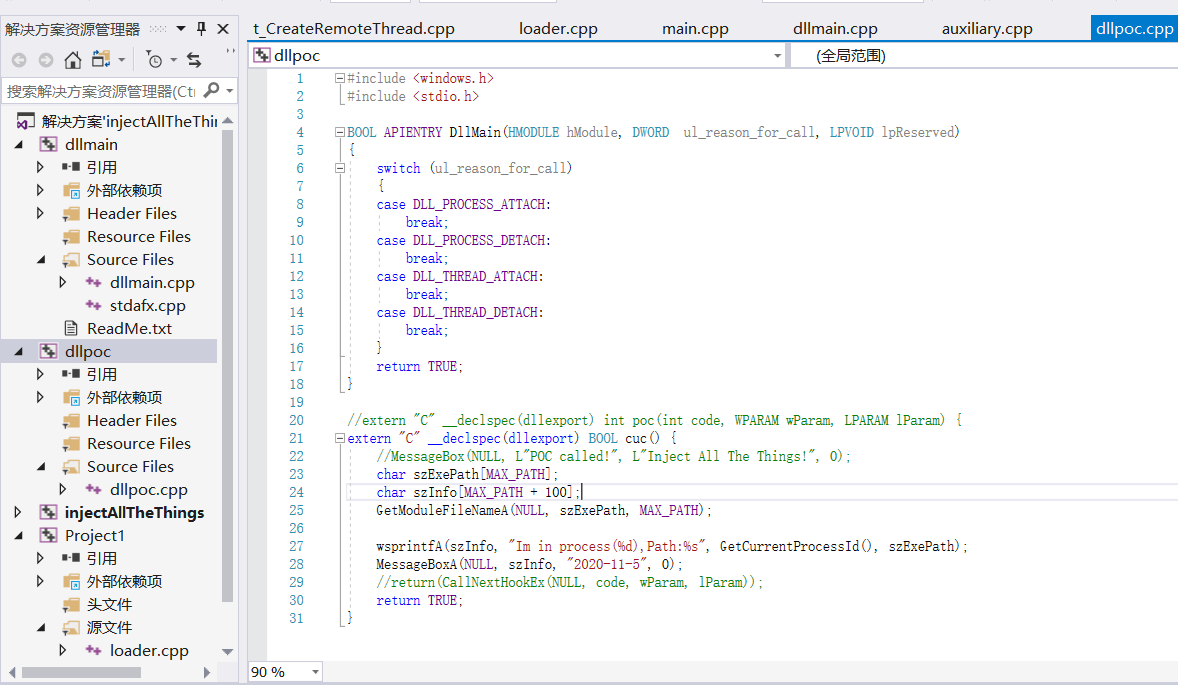 解决方案资源管理器
t_CreateRemoteThread.cpp
loader.cpp
main.cpp
dllmain.cpp
auxiliary.cpp
dllpoc.cpp
dllpoc
(全局范围)
搜索解决方案资源管理器(Ctr
解决方案'injectAllTheThin
dllmain
引用
外部依赖项
Header Files
Resource Files
Source Files
dllmain.cpp
stdafx.cpp
ReadMe.txt
dllpoc
引用
外部依赖项
Header Files
Resource Files
Source Files
dllpoc.cpp
injectAllTheThings
Project1
引用
外部依赖项
头文件
源文件
loader.cpp
1 #include <windows.h>
2 #include <stdio.h>
3
4 BOOL APIENTRY DllMain(HMODULE hModule, DWORD  ul_reason_for_call, LPVOID lpReserved)
5 {
6     switch (ul_reason_for_call)
7     {
8     case DLL_PROCESS_ATTACH:
9         break;
10     case DLL_PROCESS_DETACH:
11         break;
12     case DLL_THREAD_ATTACH:
13         break;
14     case DLL_THREAD_DETACH:
15         break;
16     }
17     return TRUE;
18 }
19
20 //extern "C" __declspec(dllexport) int poc(int code, WPARAM wParam, LPARAM lParam) {
21 extern "C" __declspec(dllexport) BOOL cuc() {
22     //MessageBox(NULL, L"POC called!", L"Inject All The Things!", 0);
23     char szExePath[MAX_PATH];
24     char szInfo[MAX_PATH + 100];
25     GetModuleFileNameA(NULL, szExePath, MAX_PATH);
26
27     wsprintfA(szInfo, "Im in process(%d),Path:%s", GetCurrentProcessId(), szExePath);
28     MessageBoxA(NULL, szInfo, "2020-11-5", 0);
29     //return(CallNextHookEx(NULL, code, wParam, lParam));
30     return TRUE;
31 }
90 %